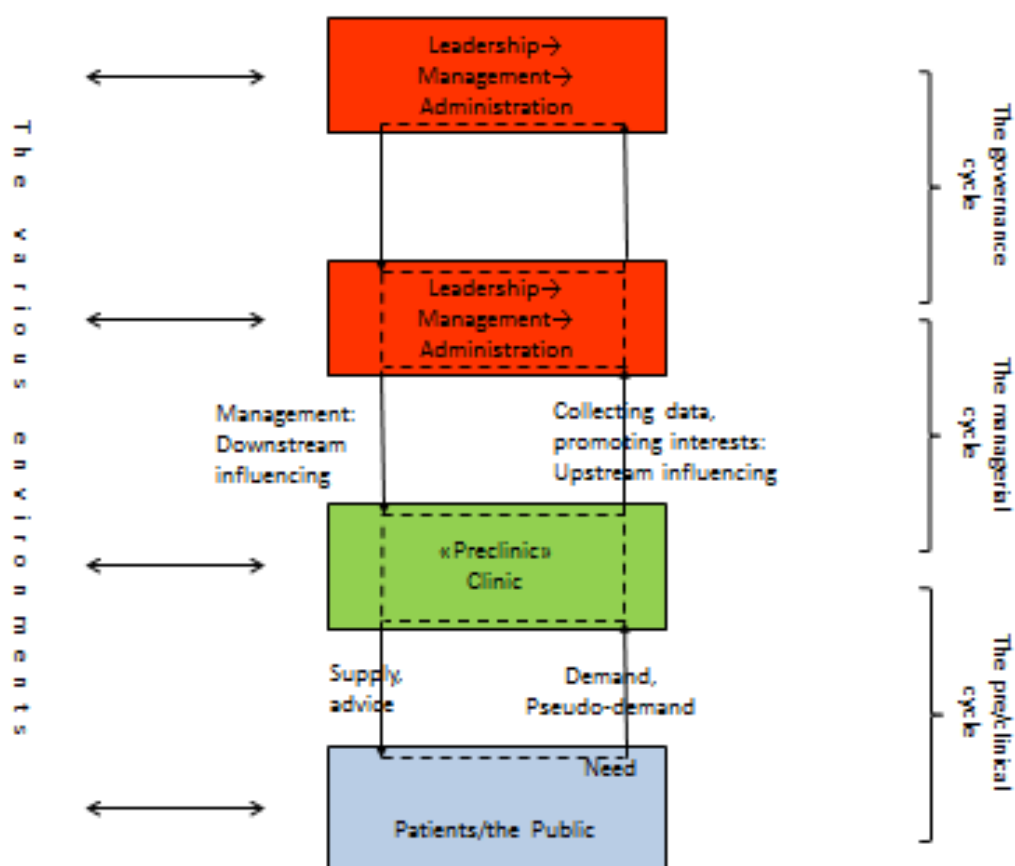 Leadership→
Management→
Administration
The governance
cycle
The various environments
Leadership→
Management→
Administration
Management:
Downstream
influencing
Collecting data,
promoting interests:
Upstream influencing
The managerial
cycle
«Preclinic»
Clinic
Supply,
advice
Demand,
Pseudo-demand
The pre/clinical
cycle
Need
Patients/the Public